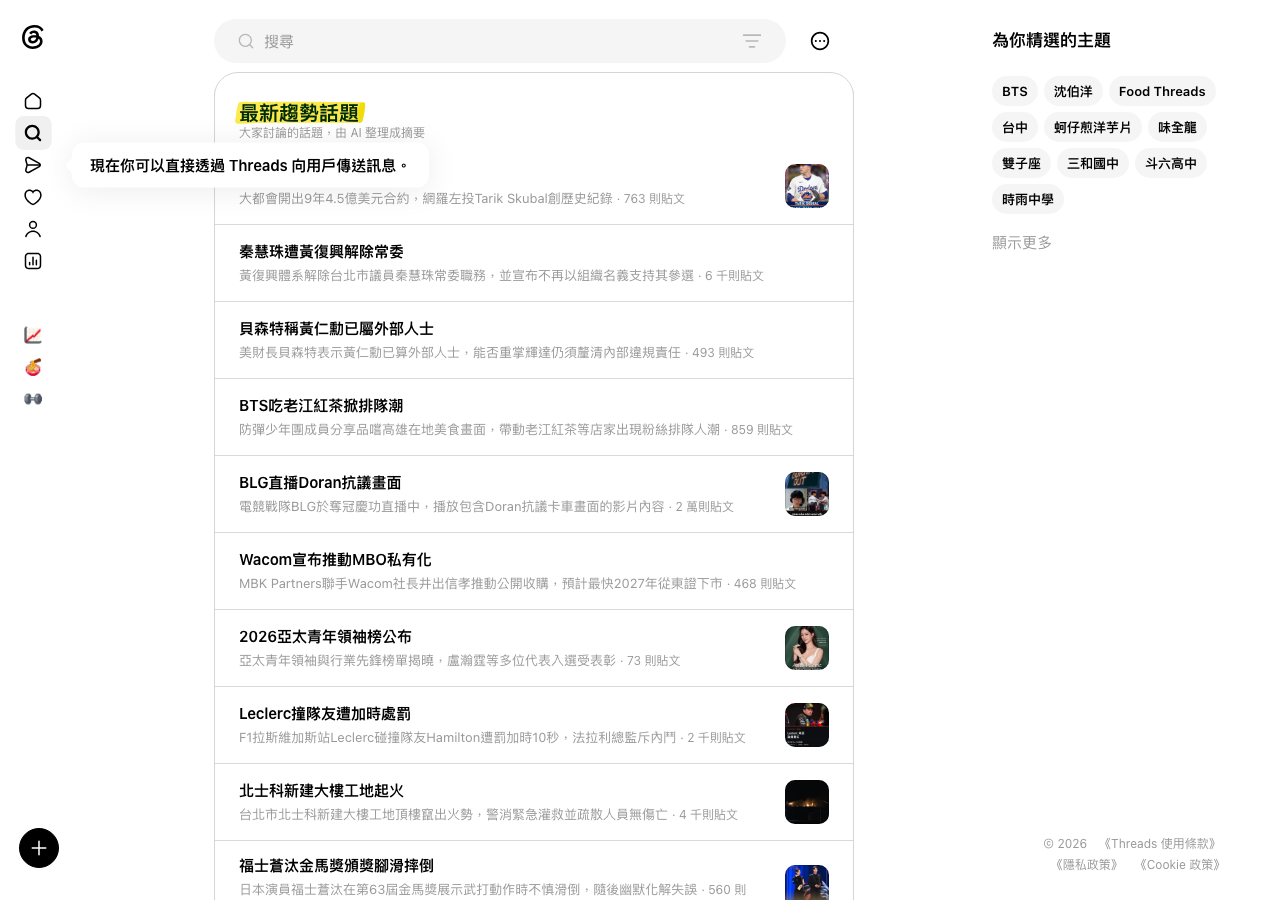 搜尋
最新趨勢話題
大家討論的話題,由 AI 整理成摘要
現在你可以直接透過 Threads 向用戶傳送訊息。
大都會開出9年4.5億美元合約,網羅左投Tarik Skubal創歷史紀錄 · 763 則貼文
秦慧珠遭黃復興解除常委
黃復興體系解除台北市議員秦慧珠常委職務,並宣布不再以組織名義支持其參選 · 6 千則貼文
貝森特稱黃仁勳已屬外部人士
美財長貝森特表示黃仁勳已算外部人士,能否重掌輝達仍須釐清內部違規責任 · 493 則貼文
BTS吃老江紅茶掀排隊潮
防彈少年團成員分享品嚐高雄在地美食畫面,帶動老江紅茶等店家出現粉絲排隊人潮 · 859 則貼文
BLG直播Doran抗議畫面
電競戰隊BLG於奪冠慶功直播中,播放包含Doran抗議卡車畫面的影片內容 · 2 萬則貼文
Wacom宣布推動MBO私有化
MBK Partners聯手Wacom社長井出信孝推動公開收購,預計最快2027年從東證下市 · 468 則貼文
2026亞太青年領袖榜公布
亞太青年領袖與行業先鋒榜單揭曉,盧瀚霆等多位代表入選受表彰 · 73 則貼文
Leclerc撞隊友遭加時處罰
F1拉斯維加斯站Leclerc碰撞隊友Hamilton遭罰加時10秒,法拉利總監斥內鬥 · 2 千則貼文
北士科新建大樓工地起火
台北市北士科新建大樓工地頂樓竄出火勢,警消緊急灌救並疏散人員無傷亡 · 4 千則貼文
福士蒼汰金馬獎頒獎腳滑摔倒
日本演員福士蒼汰在第63屆金馬獎展示武打動作時不慎滑倒,隨後幽默化解失誤 · 560 則
為你精選的主題
BTS 沈伯洋 Food Threads
台中 蚵仔煎洋芋片 味全龍
雙子座 三和國中 斗六高中
時雨中學
顯示更多
© 2026 《Threads 使用條款》
《隱私政策》 《Cookie 政策》